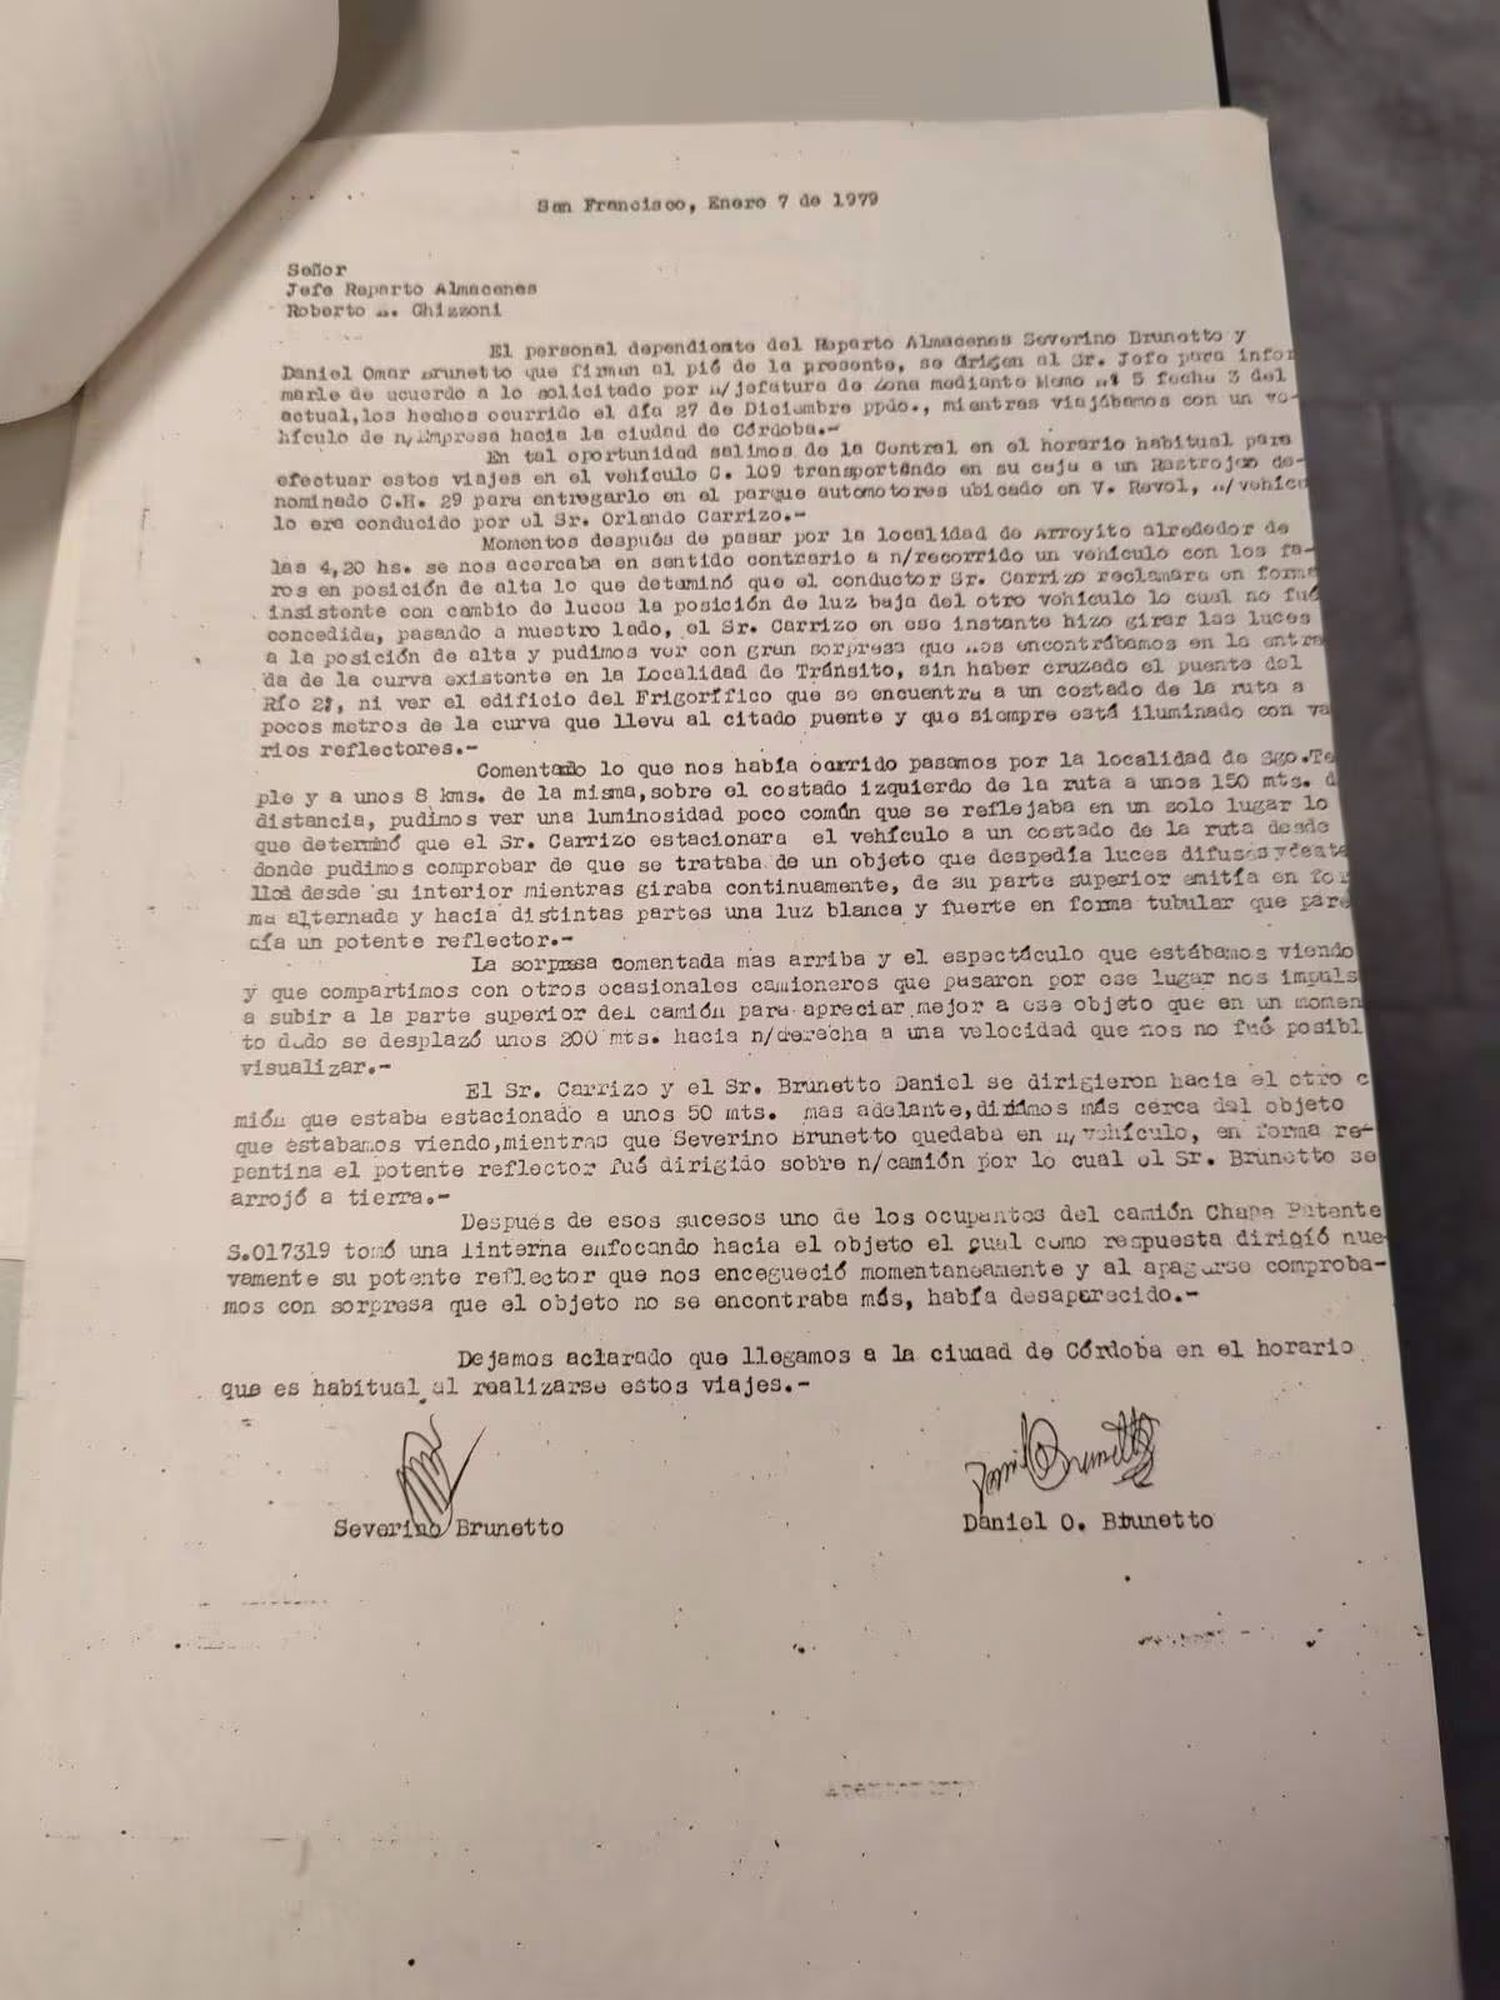 San Francisco, Enero 7 de 1979
Señor
Jefe Reparto Almacenes
Roberto . Ghizzoni
El personal dependiente del Reparto Almacenes Severino Brunetto y
Daniel Omar Brunetto que firman al pié de la presente, se dirigen al Sr. Jefe para infor
marle de acuerdo a lo solicitado por n/jefatura de Zona mediante Memo Nº 5 fecha 3 del
actual,los hechos ocurrido el día 27 de Diciembre ppdo., mientras viajábamos con un ve-
hículo de n/Empresa hacia la ciudad de Córdoba.-
En tal oportunidad salimos de la Central en el horario habitual para
efectuar estos viajes en el vehículo C. 109 transportando en su caja a un Rastrojero de-
nominado C.H. 29 para entregarlo en el parque automotores ubicado en V. Revol, n/vehícu
lo era conducido por el Sr. Orlando Carrizo.-
Momentos después de pasar por la localidad de Arroyito alrededor de
las 4,20 hs. se nos acercaba en sentido contrario a n/recorrido un vehículo con los fa-
ros en posición de alta lo que detuminó que el conductor Sr. Carrizo reclamara en forma
insistente con cambio de luces la posición de luz baja del otro vehículo lo cual no fué
concedida, pasando a nuestro lado, el Sr. Carrizo en ese instante hizo girar las luces
a la posición de alta y pudimos ver con gran sorpresa que nos encontrábamos en la entra
da de la curva existente en la Localidad de Tránsito, sin haber cruzado el puente del
Río 2º, ni ver el edificio del Frigorífico que se encuentra a un costado de la ruta a
pocos metros de la curva que lleva al citado puente y que siempre está iluminado con va
rios reflectores.-
Comentado lo que nos había ocurrido pasamos por la localidad de Sgo.Te
ple y a unos 8 kms. de la misma,sobre el costado izquierdo de la ruta a unos 150 mts. d
distancia, pudimos ver una luminosidad poco común que se reflejaba en un solo lugar lo
que determinó que el Sr. Carrizo estacionara el vehículo a un costado de la ruta desde
donde pudimos comprobar de que se trataba de un objeto que despedía luces difusas y deste
llos desde su interior mientras giraba continuamente, de su parte superior emitía en for
ma alternada y hacia distintas partes una luz blanca y fuerte en forma tubular que pare
cía un potente reflector.-
La sorpresa comentada mas arriba y el espectáculo que estábamos viendo
y que compartimos con otros ocasionales camioneros que pasaron por ese lugar nos impuls
a subir a la parte superior del camión para apreciar mejor a ese objeto que en un momen
to dado se desplazó unos 200 mts. hacia n/derecha a una velocidad que nos no fué posibl
visualizar.-
El Sr. Carrizo y el Sr. Brunetto Daniel se dirigieron hacia el otro c
mión que estaba estacionado a unos 50 mts. mas adelante,diríamos más cerca del objeto
que estabamos viendo,mientras que Severino Brunetto quedaba en n/vehículo, en forma re-
pentina el potente reflector fué dirigido sobre n/camión por lo cual el Sr. Brunetto se
arrojó a tierra.-
Después de esos sucesos uno de los ocupantes del camión Chapa Patente
S.017319 tomó una linterna enfocando hacia el objeto el cual como respuesta dirigió nue-
vamente su potente reflector que nos encegueció momentaneamente y al apagarse comproba-
mos con sorpresa que el objeto no se encontraba más, había desaparecido.-
Dejamos aclarado que llegamos a la ciudad de Córdoba en el horario
que es habitual al realizarse estos viajes.-
Daniel O Brunetto
Severino Brunetto
Daniel O. Brunetto